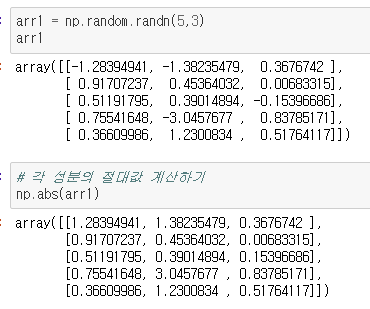 arr1 = np.random.randn(5,3)
arr1
array([[-1.28394941, -1.38235479,  0.3676742 ],
       [ 0.91707237,  0.45364032,  0.00683315],
       [ 0.51191795,  0.39014894, -0.15396686],
       [ 0.75541648, -3.0457677 ,  0.83785171],
       [ 0.36609986,  1.2300834 ,  0.51764117]])
# 각 성분의 절대값 계산하기
np.abs(arr1)
array([[1.28394941, 1.38235479, 0.3676742 ],
       [0.91707237, 0.45364032, 0.00683315],
       [0.51191795, 0.39014894, 0.15396686],
       [0.75541648, 3.0457677 , 0.83785171],
       [0.36609986, 1.2300834 , 0.51764117]])